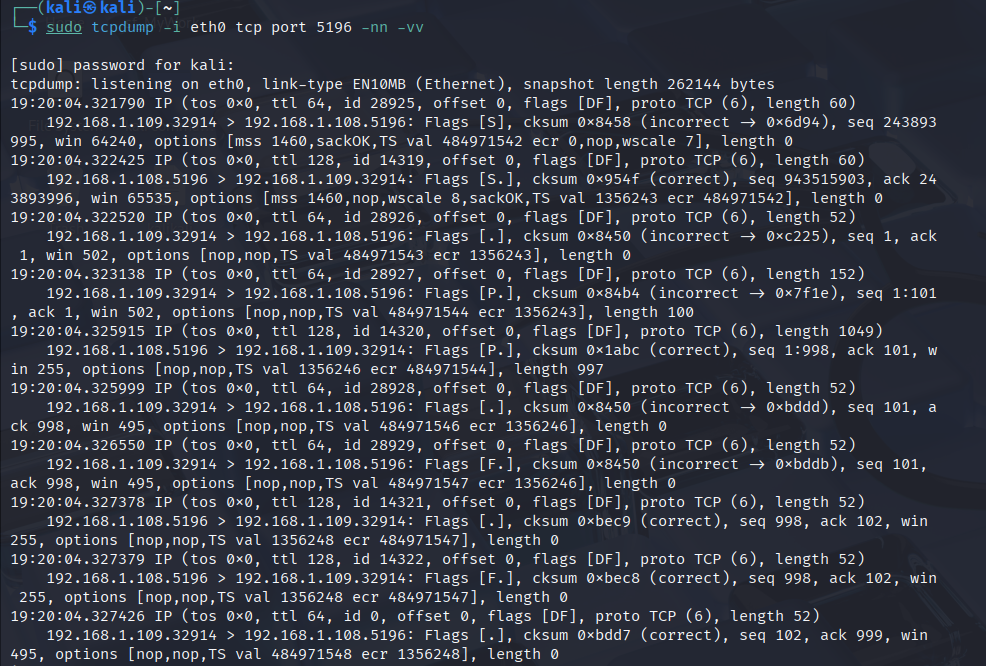 ┌──(kali㉿kali)-[~]
└─$ sudo tcpdump -i eth0 tcp port 5196 -nn -vv
[sudo] password for kali:
tcpdump: listening on eth0, link-type EN10MB (Ethernet), snapshot length 262144 bytes
19:20:04.321790 IP (tos 0×0, ttl 64, id 28925, offset 0, flags [DF], proto TCP (6), length 60)
192.168.1.109.32914 > 192.168.1.108.5196: Flags [S], cksum 0×8458 (incorrect → 0×6d94), seq 243893
995, win 64240, options [mss 1460,sackOK,TS val 484971542 ecr 0,nop,wscale 7], length 0
19:20:04.322425 IP (tos 0×0, ttl 128, id 14319, offset 0, flags [DF], proto TCP (6), length 60)
192.168.1.108.5196 > 192.168.1.109.32914: Flags [S.], cksum 0×954f (correct), seq 943515903, ack 24
3893996, win 65535, options [mss 1460,nop,wscale 8,sackOK,TS val 1356243 ecr 484971542], length 0
19:20:04.322520 IP (tos 0×0, ttl 64, id 28926, offset 0, flags [DF], proto TCP (6), length 52)
192.168.1.109.32914 > 192.168.1.108.5196: Flags [.], cksum 0×8450 (incorrect → 0×c225), seq 1, ack
1, win 502, options [nop,nop,TS val 484971543 ecr 1356243], length 0
19:20:04.323138 IP (tos 0×0, ttl 64, id 28927, offset 0, flags [DF], proto TCP (6), length 152)
192.168.1.109.32914 > 192.168.1.108.5196: Flags [P.], cksum 0×84b4 (incorrect → 0×7f1e), seq 1:101
, ack 1, win 502, options [nop,nop,TS val 484971544 ecr 1356243], length 100
19:20:04.325915 IP (tos 0×0, ttl 128, id 14320, offset 0, flags [DF], proto TCP (6), length 1049)
192.168.1.108.5196 > 192.168.1.109.32914: Flags [P.], cksum 0×1abc (correct), seq 1:998, ack 101, w
in 255, options [nop,nop,TS val 1356246 ecr 484971544], length 997
19:20:04.325999 IP (tos 0×0, ttl 64, id 28928, offset 0, flags [DF], proto TCP (6), length 52)
192.168.1.109.32914 > 192.168.1.108.5196: Flags [.], cksum 0×8450 (incorrect → 0×bddd), seq 101, a
ck 998, win 495, options [nop,nop,TS val 484971546 ecr 1356246], length 0
19:20:04.326550 IP (tos 0×0, ttl 64, id 28929, offset 0, flags [DF], proto TCP (6), length 52)
192.168.1.109.32914 > 192.168.1.108.5196: Flags [F.], cksum 0×8450 (incorrect → 0×bddb), seq 101,
ack 998, win 495, options [nop,nop,TS val 484971547 ecr 1356246], length 0
19:20:04.327378 IP (tos 0×0, ttl 128, id 14321, offset 0, flags [DF], proto TCP (6), length 52)
192.168.1.108.5196 > 192.168.1.109.32914: Flags [.], cksum 0×bec9 (correct), seq 998, ack 102, win
255, options [nop,nop,TS val 1356248 ecr 484971547], length 0
19:20:04.327379 IP (tos 0×0, ttl 128, id 14322, offset 0, flags [DF], proto TCP (6), length 52)
192.168.1.108.5196 > 192.168.1.109.32914: Flags [F.], cksum 0×bec8 (correct), seq 998, ack 102, win
255, options [nop,nop,TS val 1356248 ecr 484971547], length 0
19:20:04.327426 IP (tos 0×0, ttl 64, id 0, offset 0, flags [DF], proto TCP (6), length 52)
192.168.1.109.32914 > 192.168.1.108.5196: Flags [.], cksum 0×bdd7 (correct), seq 102, ack 999, win
495, options [nop,nop,TS val 484971548 ecr 1356248], length 0